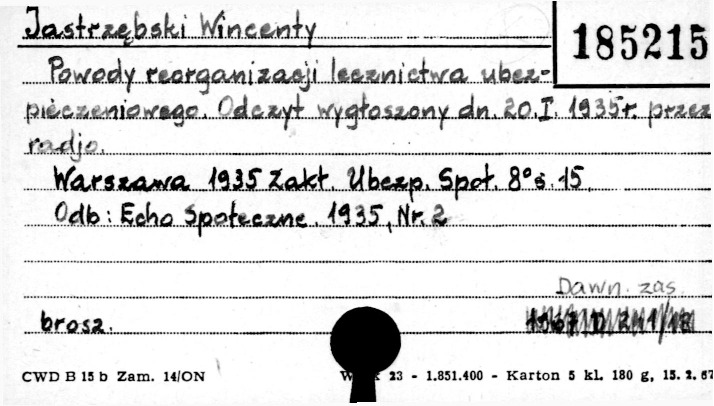 Jastrzębski Wincenty
185215
Powody reorganizacji lecznictwa ubez-
pieczeniowego. Odczyt wygłoszony dn. 20.I. 1935r. przez
radjo.
Warszawa 1935 Zakł. Ubezp. Społ. 8° s. 15.
Odb: Echo Społeczne. 1935, Nr. 2
Dawn. zas.
brosz.
CWD B 15 b Zam. 14/ON
23 - 1.851.400 - Karton 5 kl. 180 g, 15. 2. 67